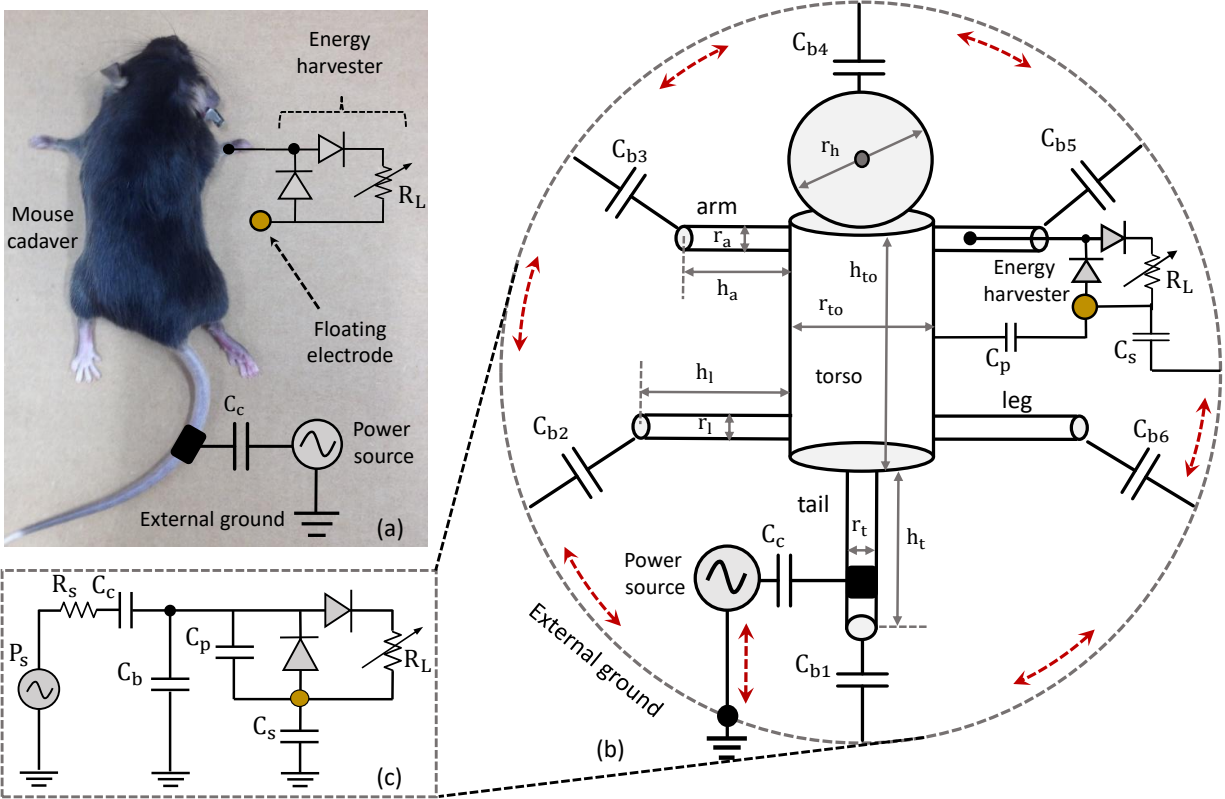 Energy
harvester
R_L
Mouse
cadaver
Floating
electrode
C_c
Power
source
External ground
(a)
C_b4
r_h
C_b3
C_b5
arm
r_a
h_a
h_to
r_to
Energy
harvester
R_L
C_p
C_s
torso
h_l
r_l
leg
C_b2
C_b6
tail
r_t
h_t
C_c
Power
source
C_b1
External ground
(b)
R_s
C_c
P_s
C_b
C_p
R_L
C_s
(c)